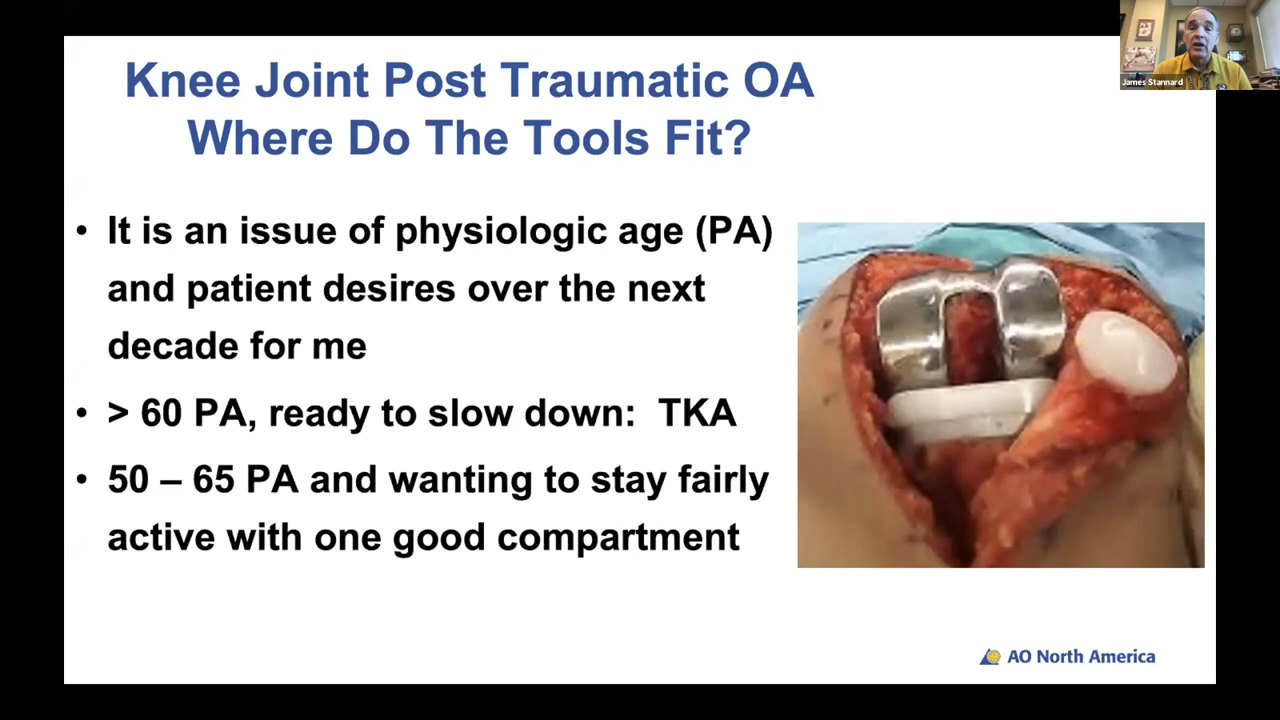 James Stannard
Knee Joint Post Traumatic OA
Where Do The Tools Fit?
• It is an issue of physiologic age (PA)
and patient desires over the next
decade for me
• > 60 PA, ready to slow down: TKA
• 50 – 65 PA and wanting to stay fairly
active with one good compartment
AO North America